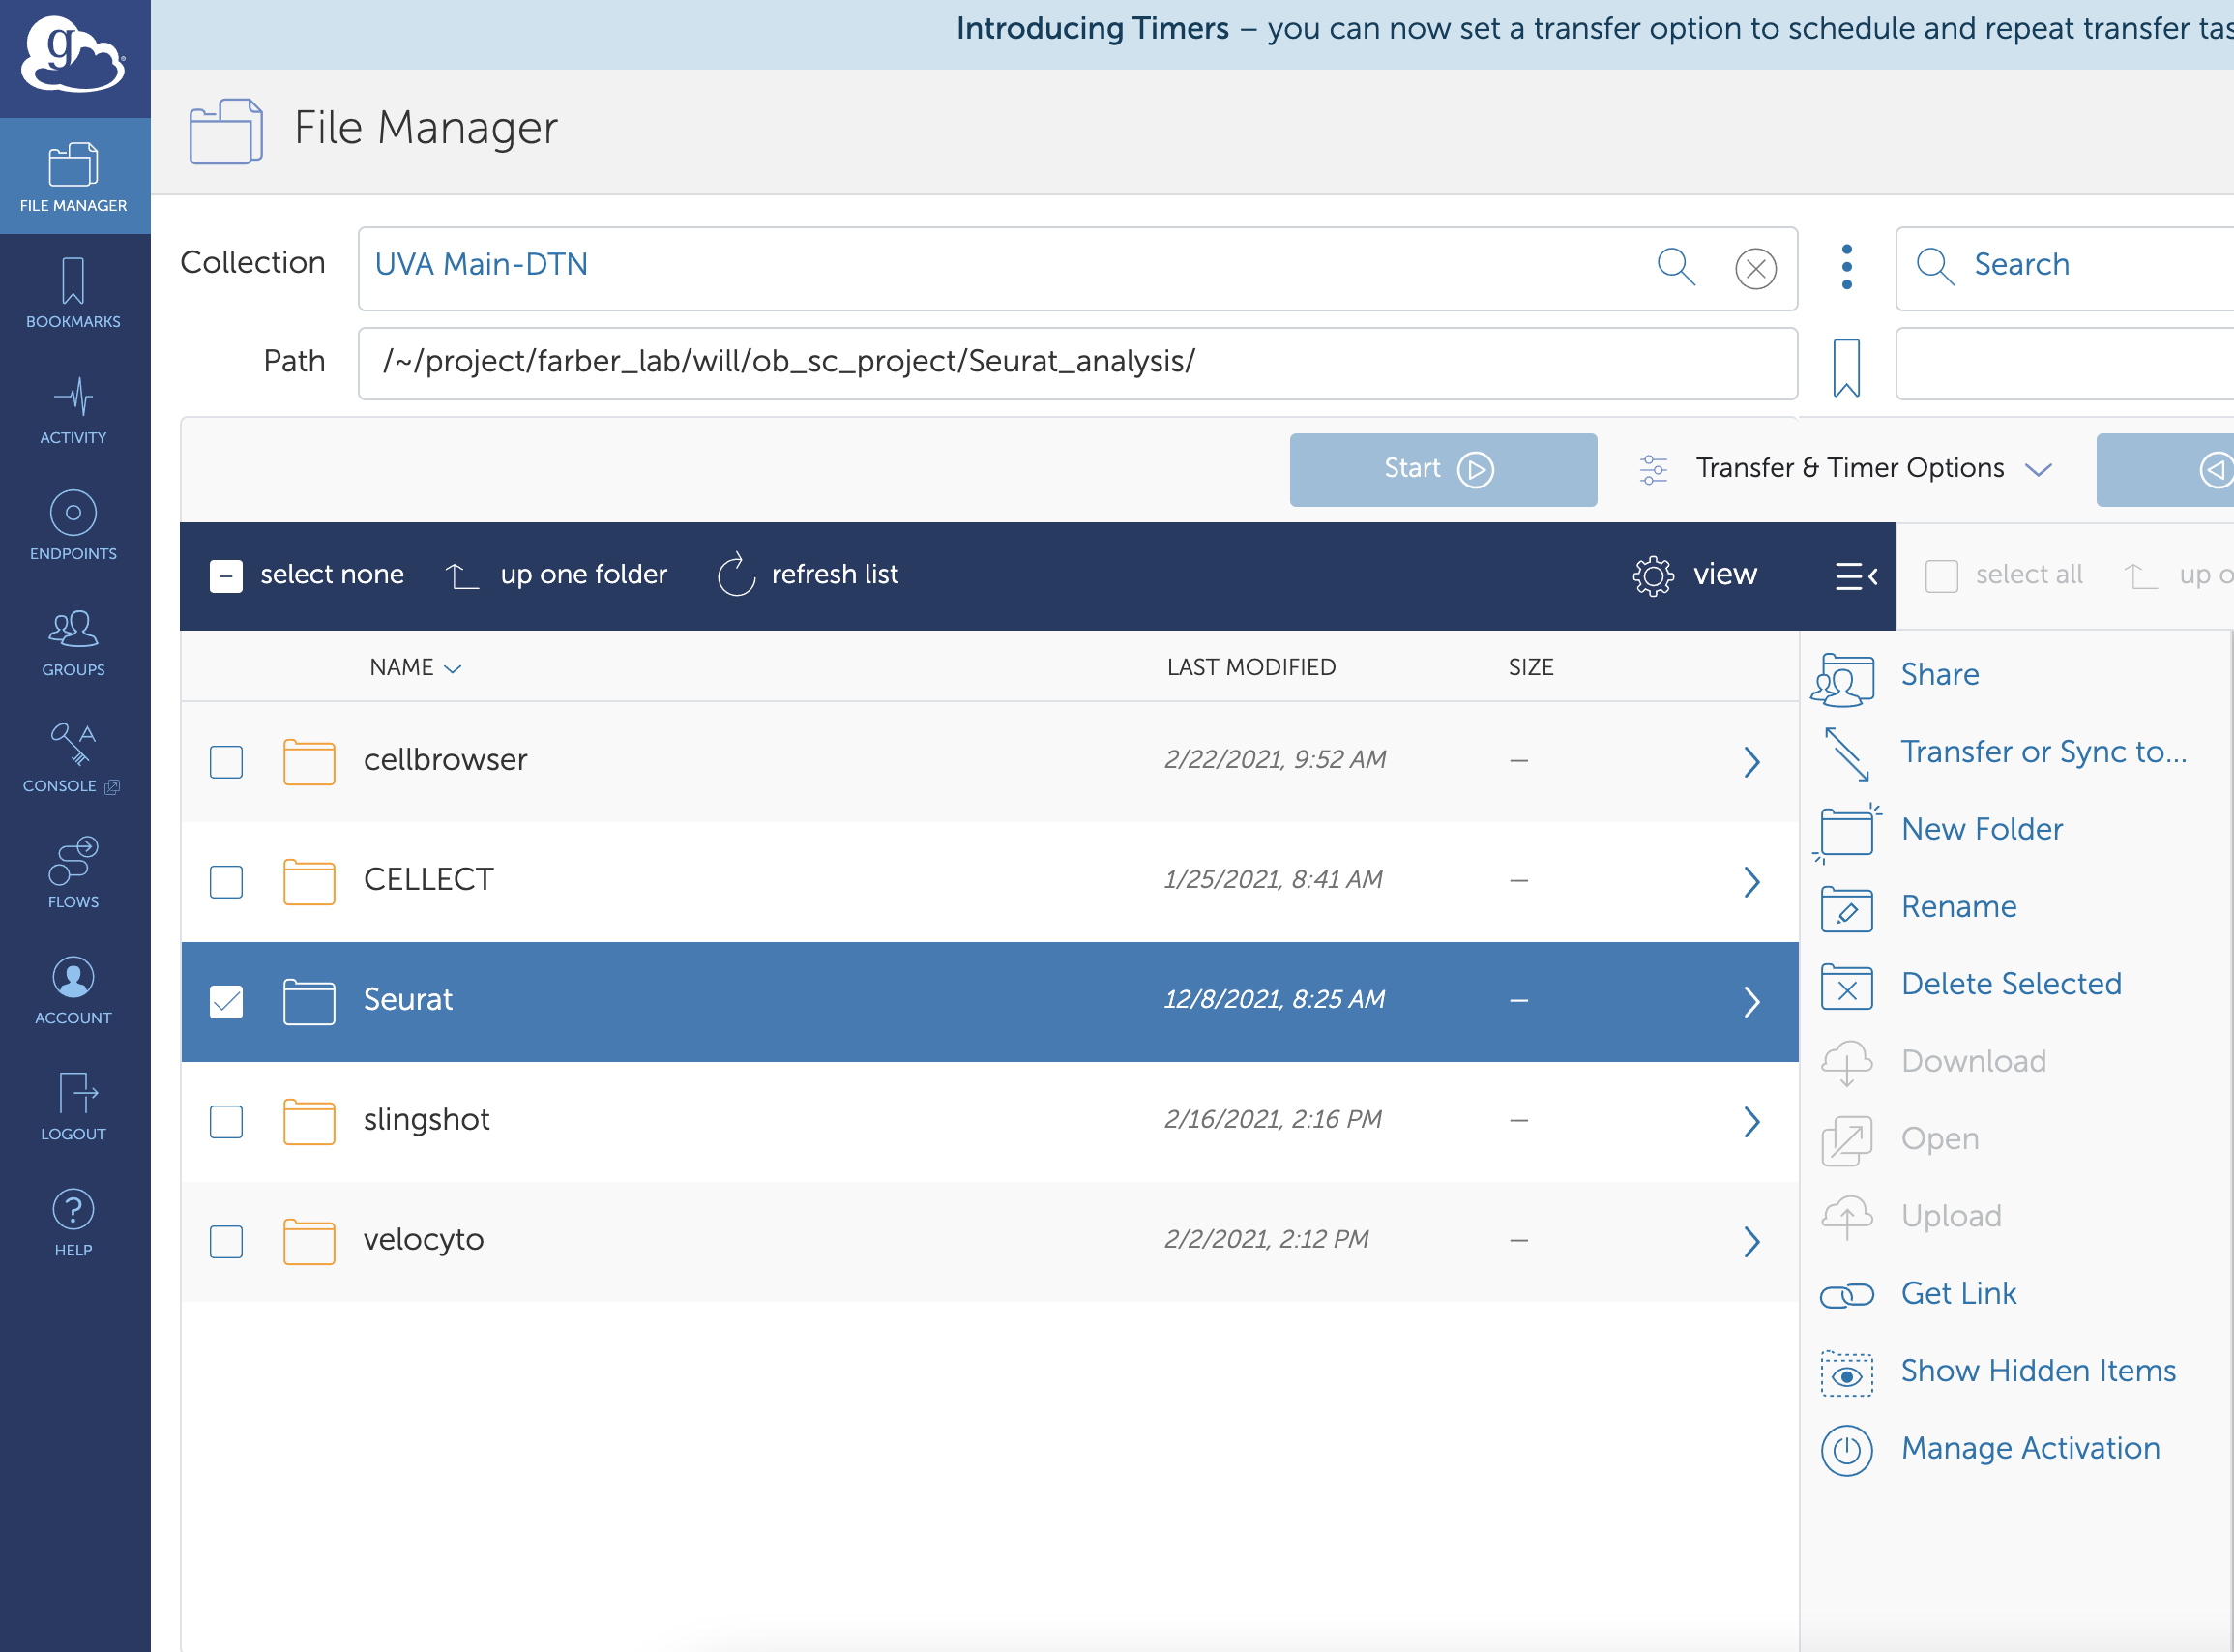 Introducing Timers – you can now set a transfer option to schedule and repeat transfer
g
File Manager
FILE MANAGER
BOOKMARKS
ACTIVITY
ENDPOINTS
GROUPS
CONSOLE
FLOWS
ACCOUNT
LOGOUT
HELP
Collection UVA Main-DTN Search
Path /~/project/farber_lab/will/ob_sc_project/Seurat_analysis/
Start Transfer & Timer Options
select none up one folder refresh list view select all up
NAME LAST MODIFIED SIZE
cellbrowser 2/22/2021, 9:52 AM —
CELLECT 1/25/2021, 8:41 AM —
Seurat 12/8/2021, 8:25 AM —
slingshot 2/16/2021, 2:16 PM —
velocyto 2/2/2021, 2:12 PM —
Share
Transfer or Sync to...
New Folder
Rename
Delete Selected
Download
Open
Upload
Get Link
Show Hidden Items
Manage Activation